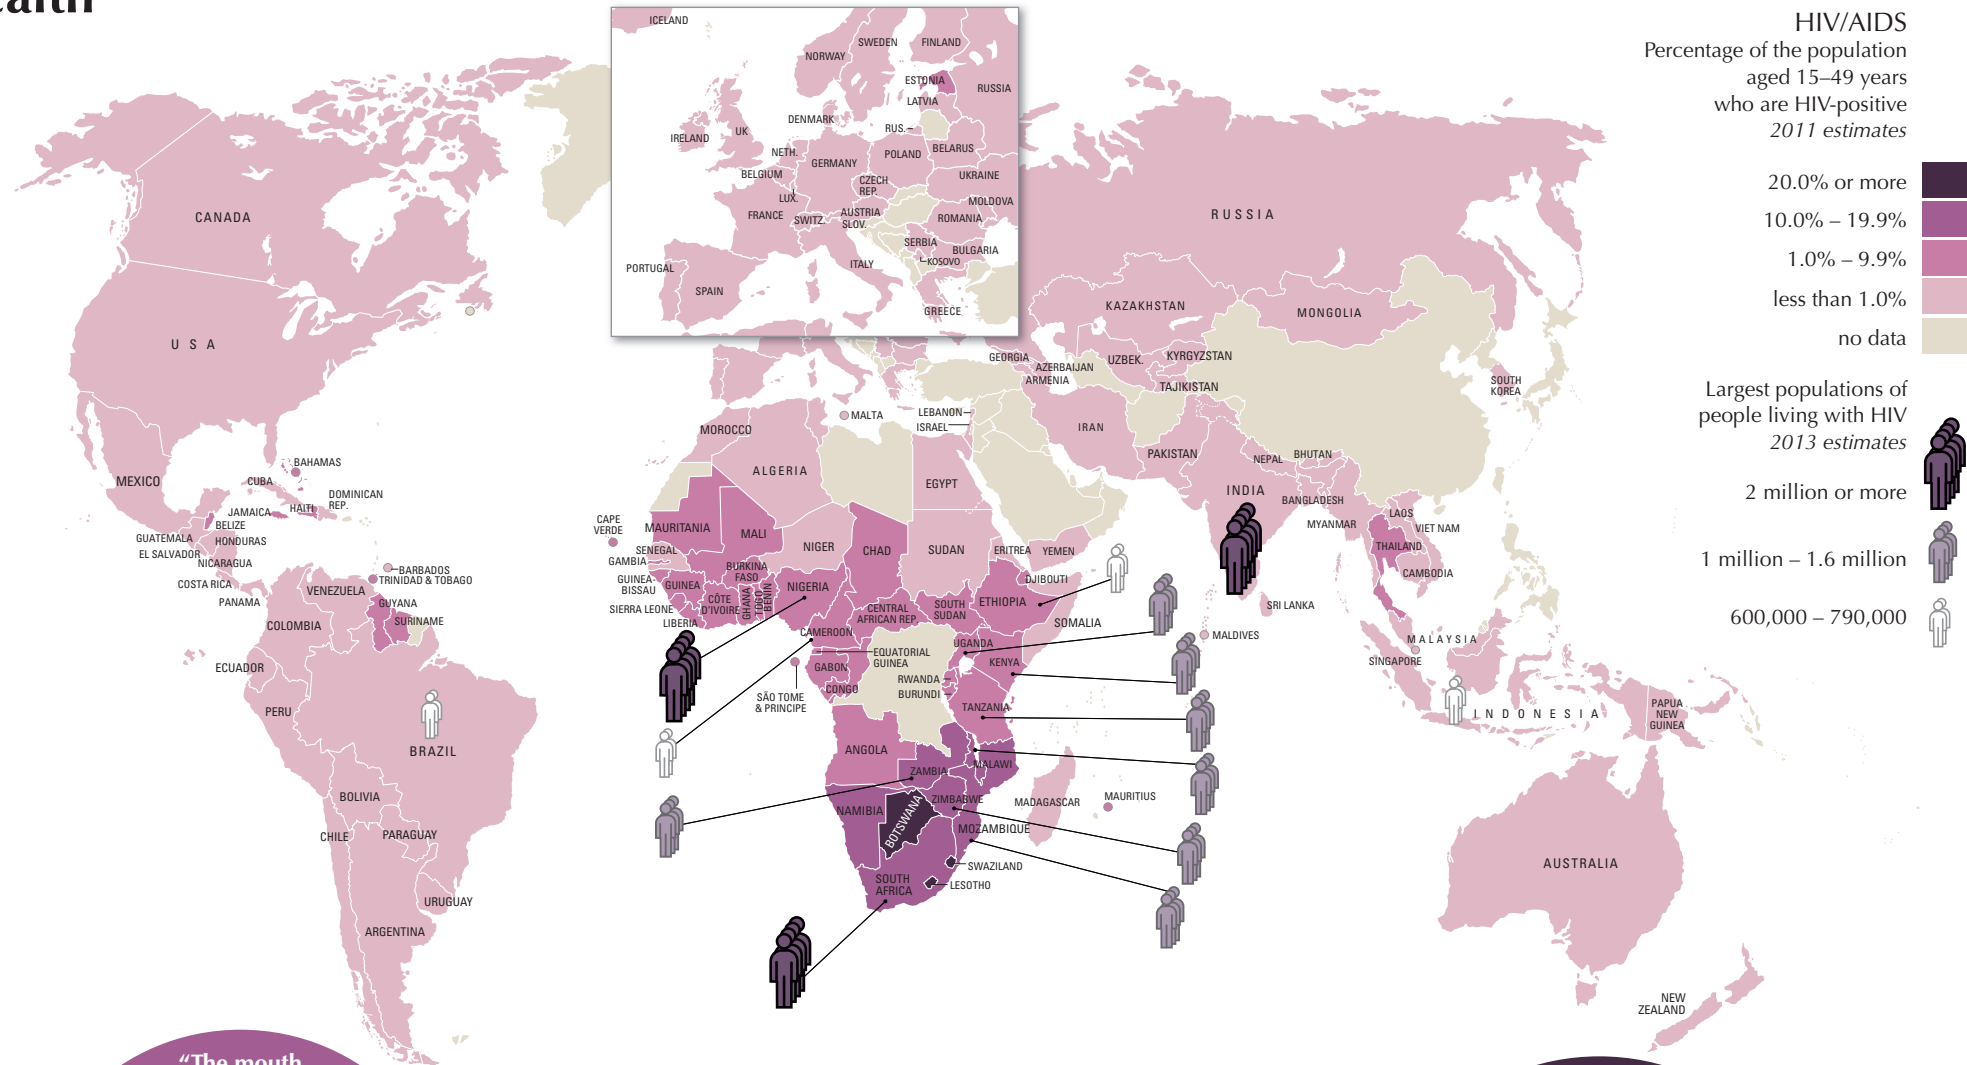 HIV/AIDS
Percentage of the population
aged 15–49 years
who are HIV-positive
2011 estimates
20.0% or more
10.0% – 19.9%
1.0% – 9.9%
less than 1.0%
no data
Largest populations of
people living with HIV
2013 estimates
2 million or more
1 million – 1.6 million
600,000 – 790,000
ICELAND
NORWAY
SWEDEN
FINLAND
ESTONIA
RUSSIA
LATVIA
DENMARK
RUS.
IRELAND
UK
NETH.
GERMANY
POLAND
BELARUS
BELGIUM
CZECH
REP.
UKRAINE
LUX.
MOLDOVA
FRANCE
SWITZ.
AUSTRIA
SLOV.
ROMANIA
SERBIA
BULGARIA
KOSOVO
ITALY
PORTUGAL
SPAIN
GREECE
CANADA
U S A
MEXICO
BAHAMAS
CUBA
DOMINICAN
REP.
JAMAICA
HAITI
BELIZE
GUATEMALA
HONDURAS
EL SALVADOR
NICARAGUA
COSTA RICA
PANAMA
BARBADOS
TRINIDAD & TOBAGO
VENEZUELA
GUYANA
SURINAME
COLOMBIA
ECUADOR
PERU
BRAZIL
BOLIVIA
CHILE
PARAGUAY
URUGUAY
ARGENTINA
RUSSIA
KAZAKHSTAN
MONGOLIA
GEORGIA
AZERBAIJAN
ARMENIA
UZBEK.
KYRGYZSTAN
TAJIKISTAN
SOUTH
KOREA
MALTA
LEBANON
ISRAEL
IRAN
PAKISTAN
NEPAL
BHUTAN
INDIA
BANGLADESH
MYANMAR
LAOS
VIET NAM
THAILAND
CAMBODIA
SRI LANKA
MALDIVES
MALAYSIA
SINGAPORE
INDONESIA
PAPUA
NEW
GUINEA
AUSTRALIA
NEW
ZEALAND
MOROCCO
ALGERIA
EGYPT
CAPE
VERDE
MAURITANIA
MALI
NIGER
CHAD
SUDAN
ERITREA
YEMEN
SENEGAL
GAMBIA
GUINEA-
BISSAU
GUINEA
BURKINA
FASO
NIGERIA
DJIBOUTI
SIERRA LEONE
CÔTE
D'IVOIRE
GHANA
TOGO
BENIN
LIBERIA
CENTRAL
AFRICAN REP.
SOUTH
SUDAN
ETHIOPIA
SOMALIA
CAMEROON
EQUATORIAL
GUINEA
UGANDA
KENYA
GABON
CONGO
RWANDA
BURUNDI
SÃO TOME
& PRINCIPE
TANZANIA
ANGOLA
ZAMBIA
MALAWI
NAMIBIA
BOTSWANA
ZIMBABWE
MOZAMBIQUE
MADAGASCAR
MAURITIUS
SWAZILAND
LESOTHO
SOUTH
AFRICA
“The mouth